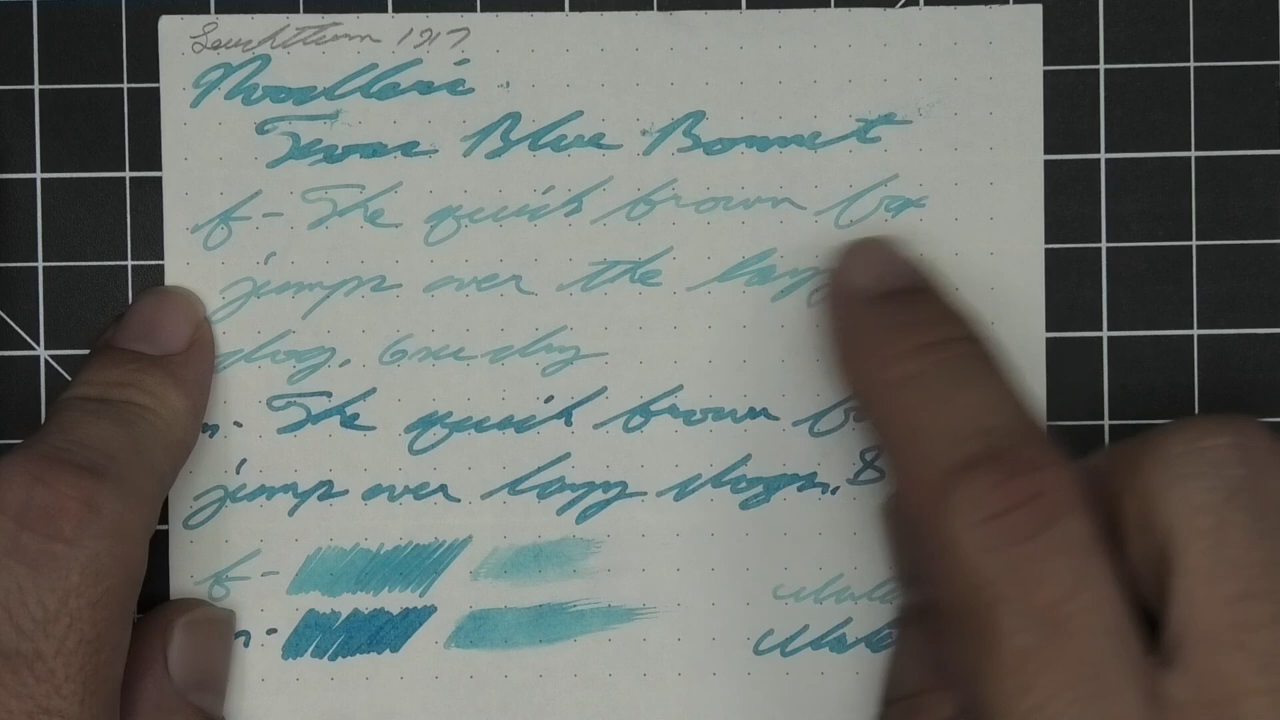 Leuchtturm 1917
Noodler's
Texas Blue Bonnet
f- The quick brown fox
jumps over the lazy
dog. 6 sec dry
m. The quick brown
jump over lazy dogs. 8
f-
m-